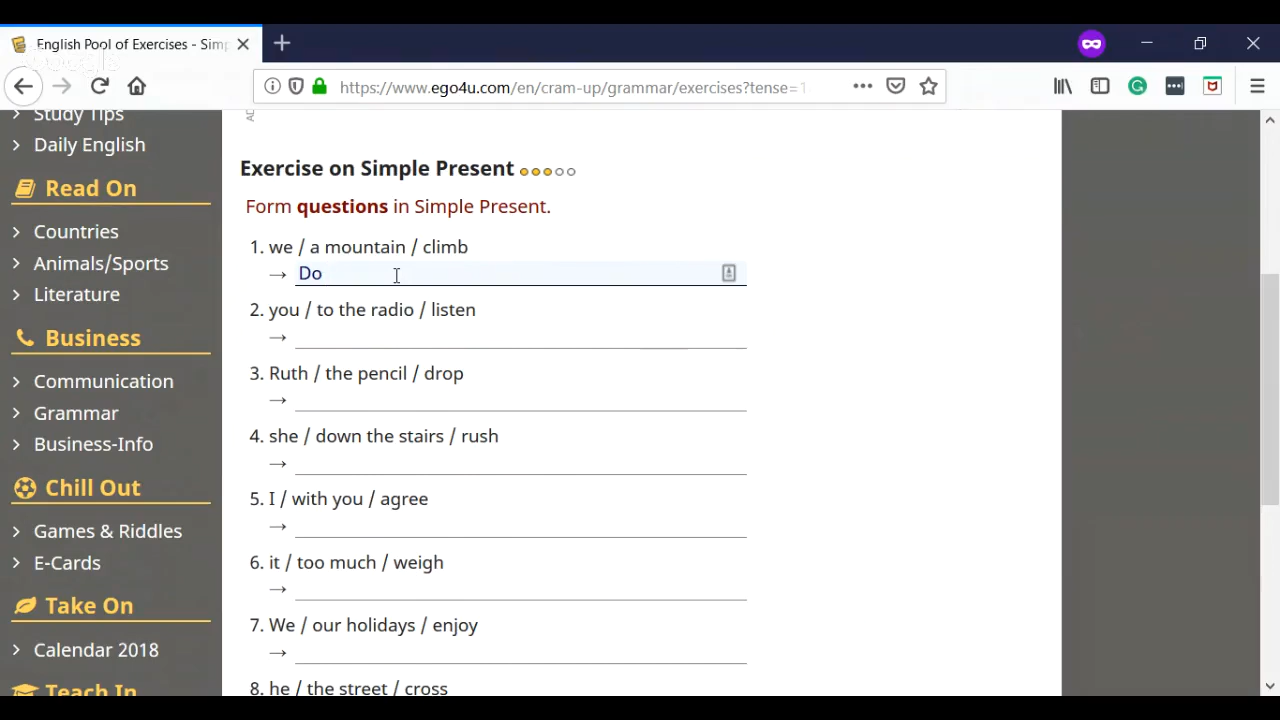 English Pool of Exercises - Sim
https://www.ego4u.com/en/cram-up/grammar/exercises?tense=1
Study Tips
Daily English
Read On
Countries
Animals/Sports
Literature
Business
Communication
Grammar
Business-Info
Chill Out
Games & Riddles
E-Cards
Take On
Calendar 2018
Teach In
Exercise on Simple Present
Form questions in Simple Present.
1. we / a mountain / climb
→ Do
2. you / to the radio / listen
→
3. Ruth / the pencil / drop
→
4. she / down the stairs / rush
→
5. I / with you / agree
→
6. it / too much / weigh
→
7. We / our holidays / enjoy
→
8. he / the street / cross